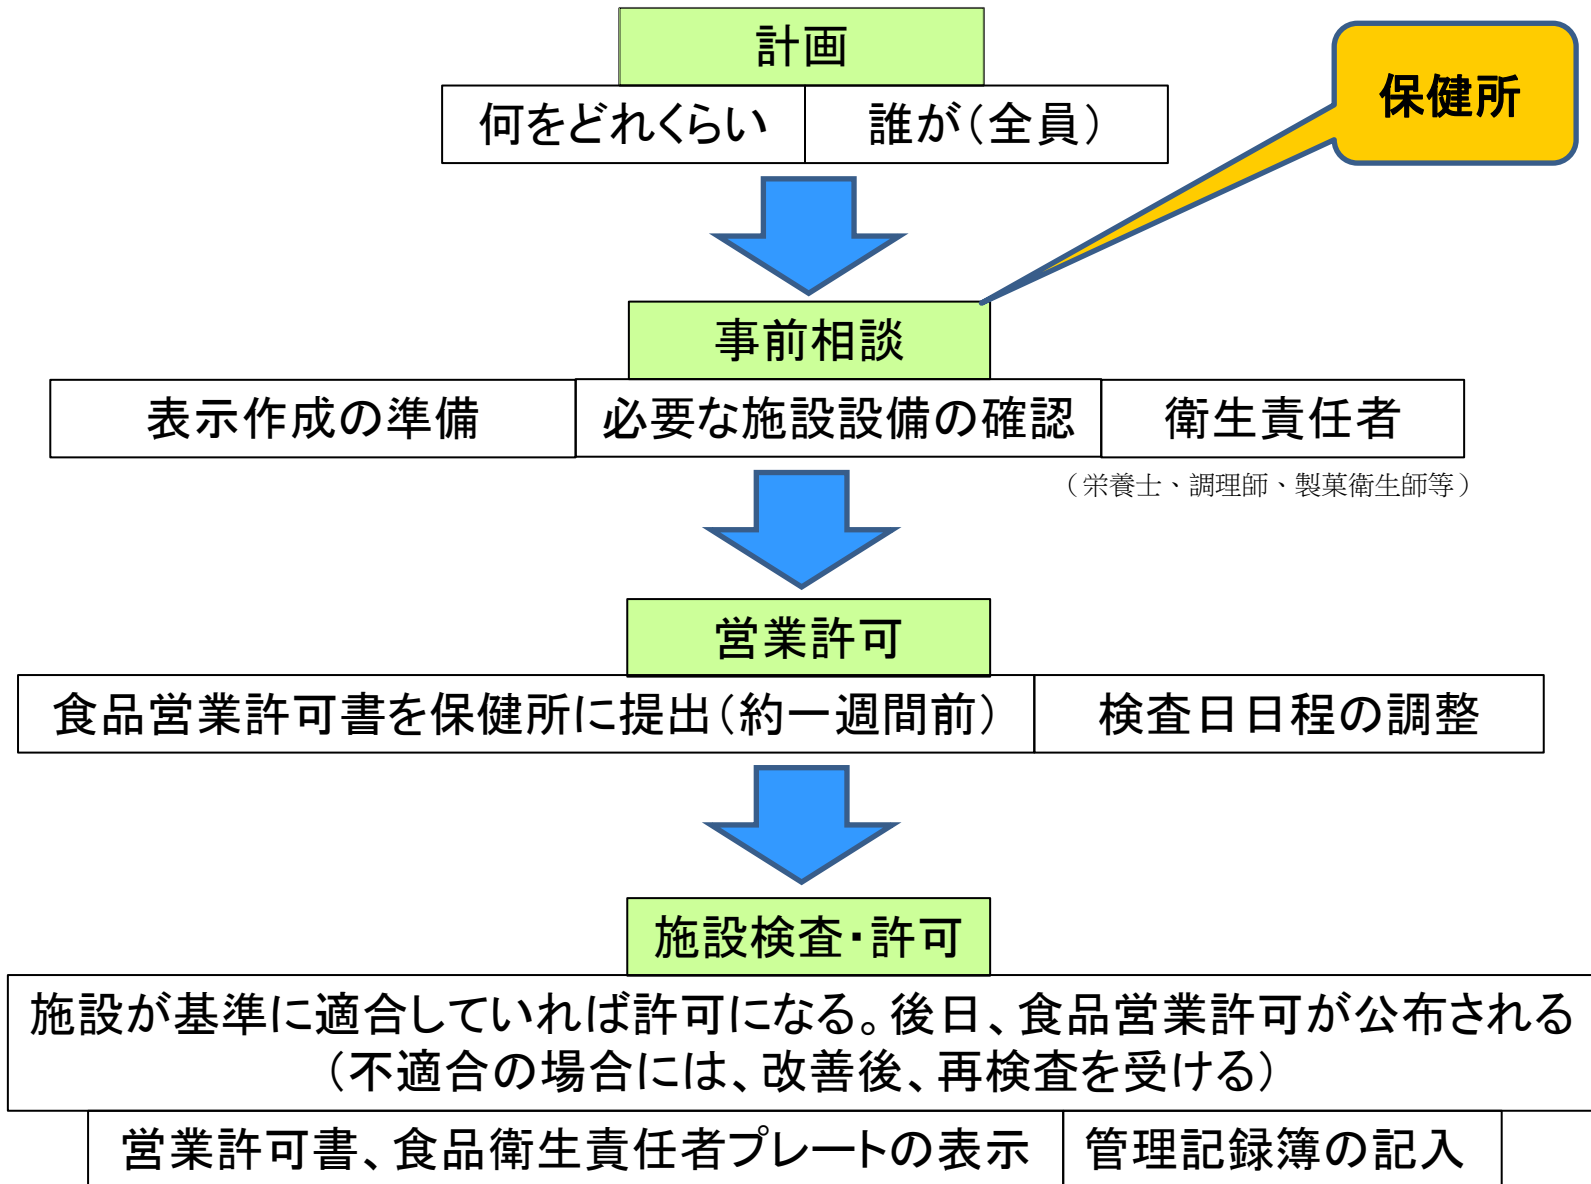 計画
保健所
何をどれくらい
誰が（全員）
事前相談
表示作成の準備
必要な施設設備の確認
衛生責任者
（栄養士、調理師、製菓衛生師等）
営業許可
食品営業許可書を保健所に提出（約一週間前）
検査日日程の調整
施設検査・許可
施設が基準に適合していれば許可になる。後日、食品営業許可が公布される
（不適合の場合には、改善後、再検査を受ける）
営業許可書、食品衛生責任者プレートの表示
管理記録簿の記入